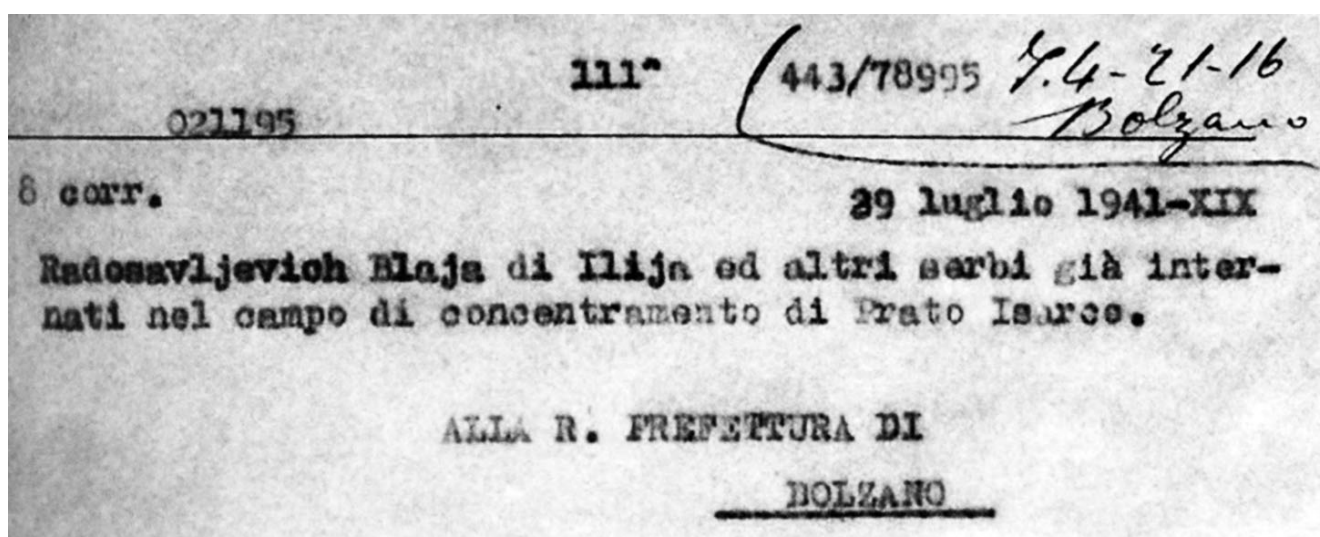 111ª 443/78995 7.4-21-16
021195 Bolzano
8 corr. 29 luglio 1941-XIX
Radosavljevich Blaja di Ilija ed altri serbi già inter-
nati nel campo di concentramento di Prato Isarco.
ALLA R. PREFETTURA DI
BOLZANO